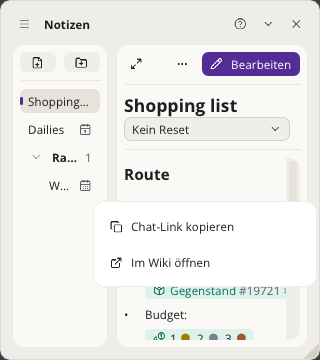 Notizen
Bearbeiten
Shopping...
Dailies
Ra... 1
W...
Shopping list
Kein Reset
Route
Chat-Link kopieren
Im Wiki öffnen
Gegenstand #19721
• Budget:
1 2 3